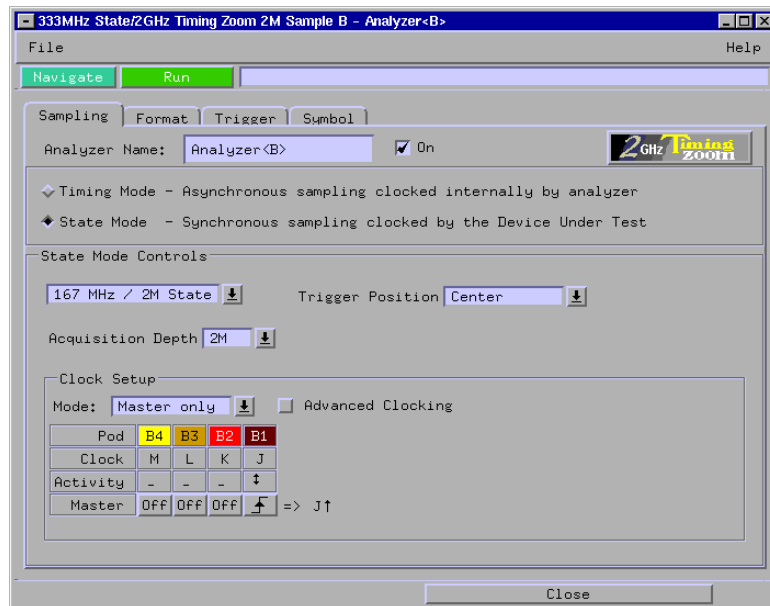 333MHz State/2GHz Timing Zoom 2M Sample B - Analyzer<B>
File Help
Navigate Run
Sampling Format Trigger Symbol
Analyzer Name: Analyzer<B> On 2 GHz Timing zoom
Timing Mode - Asynchronous sampling clocked internally by analyzer
State Mode - Synchronous sampling clocked by the Device Under Test
State Mode Controls
167 MHz / 2M State Trigger Position Center
Acquisition Depth 2M
Clock Setup
Mode: Master only Advanced Clocking
Pod B4 B3 B2 B1
Clock M L K J
Activity - - - ↕
Master Off Off Off => J↑
Close